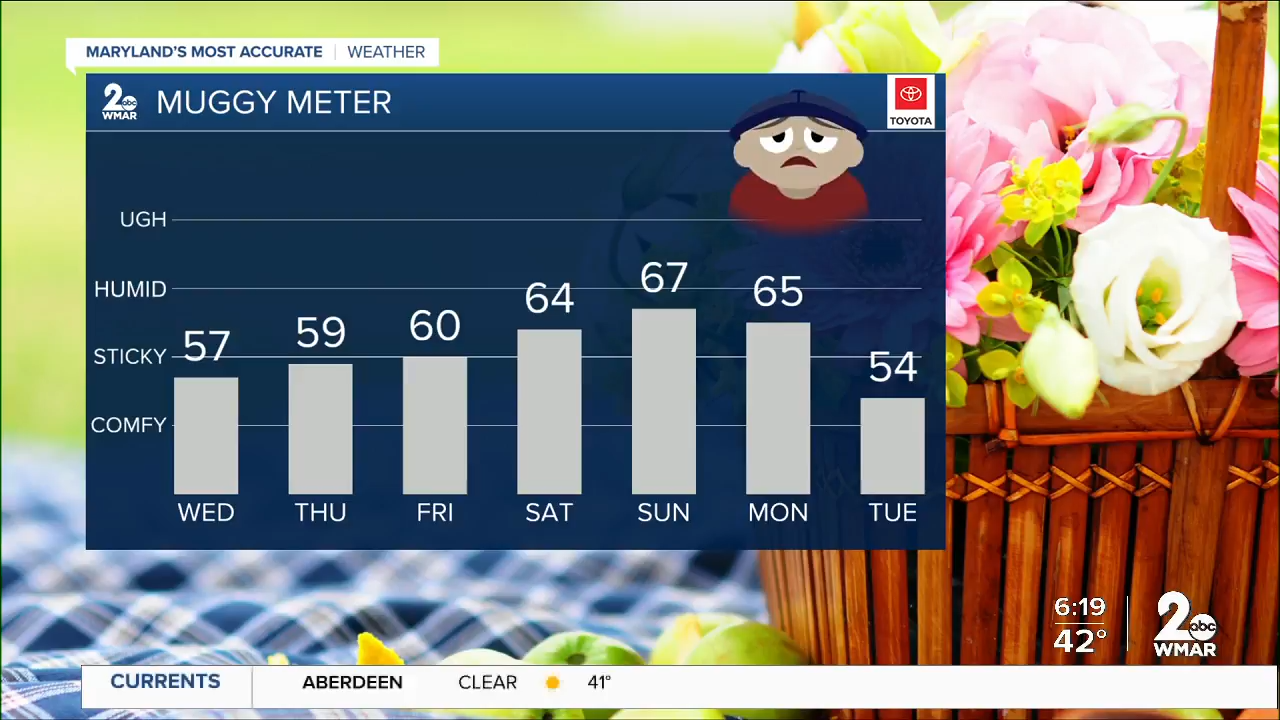 MARYLAND'S MOST ACCURATE | WEATHER
2 abc WMAR
MUGGY METER
TOYOTA
UGH
HUMID
STICKY
COMFY
57 59 60 64 67 65 54
WED THU FRI SAT SUN MON TUE
6:19
42°
2 abc
WMAR
CURRENTS ABERDEEN CLEAR 41°